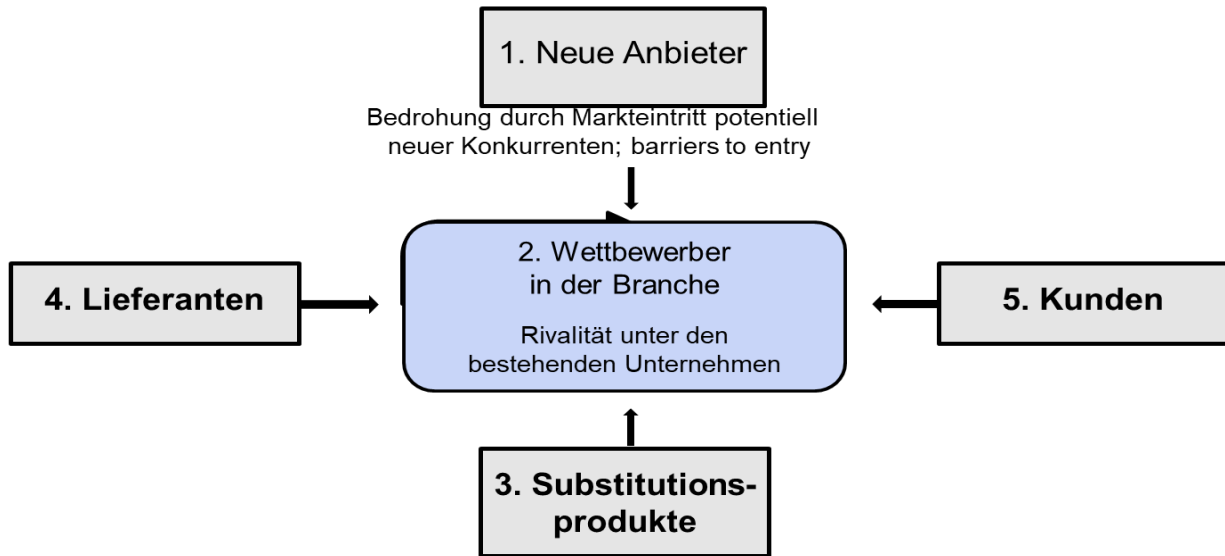 1. Neue Anbieter
Bedrohung durch Markteintritt potentiell
neuer Konkurrenten; barriers to entry
2. Wettbewerber
in der Branche
Rivalität unter den
bestehenden Unternehmen
4. Lieferanten
5. Kunden
3. Substitutions-
produkte